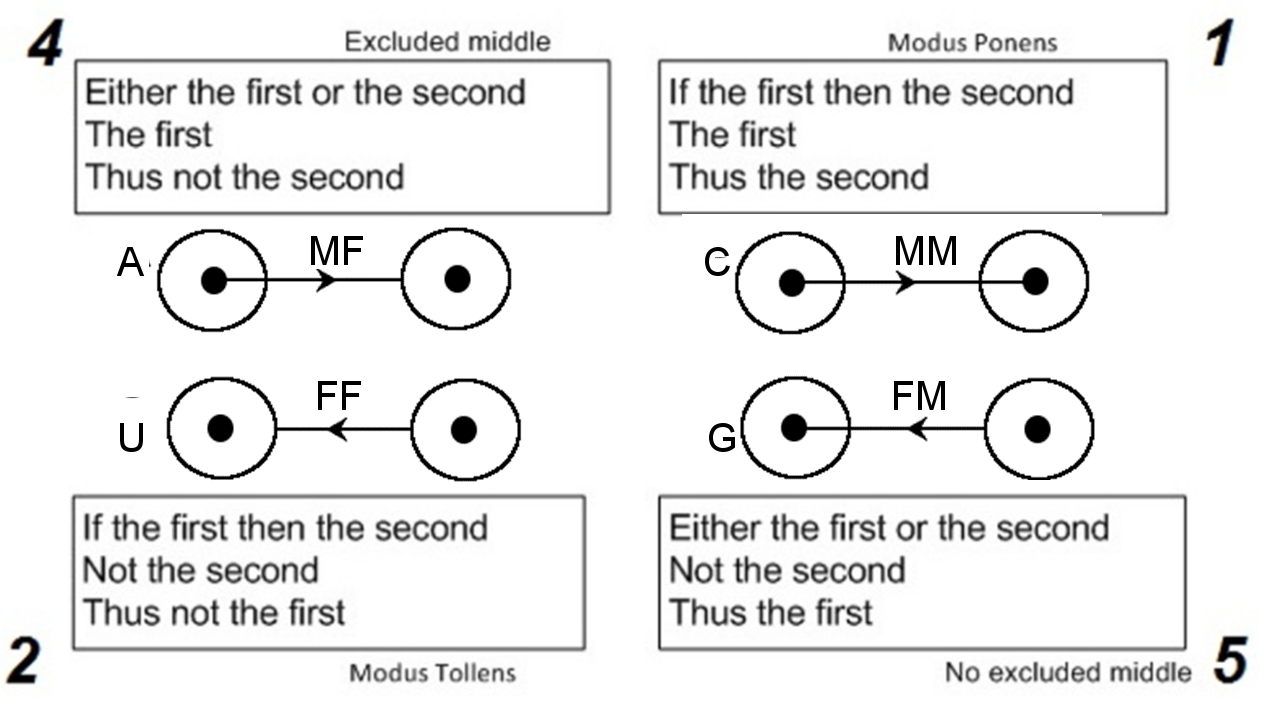 4
Excluded middle
Either the first or the second
The first
Thus not the second
Modus Ponens
1
If the first then the second
The first
Thus the second
A
MF
C
MM
U
FF
G
FM
If the first then the second
Not the second
Thus not the first
2
Modus Tollens
Either the first or the second
Not the second
Thus the first
No excluded middle
5